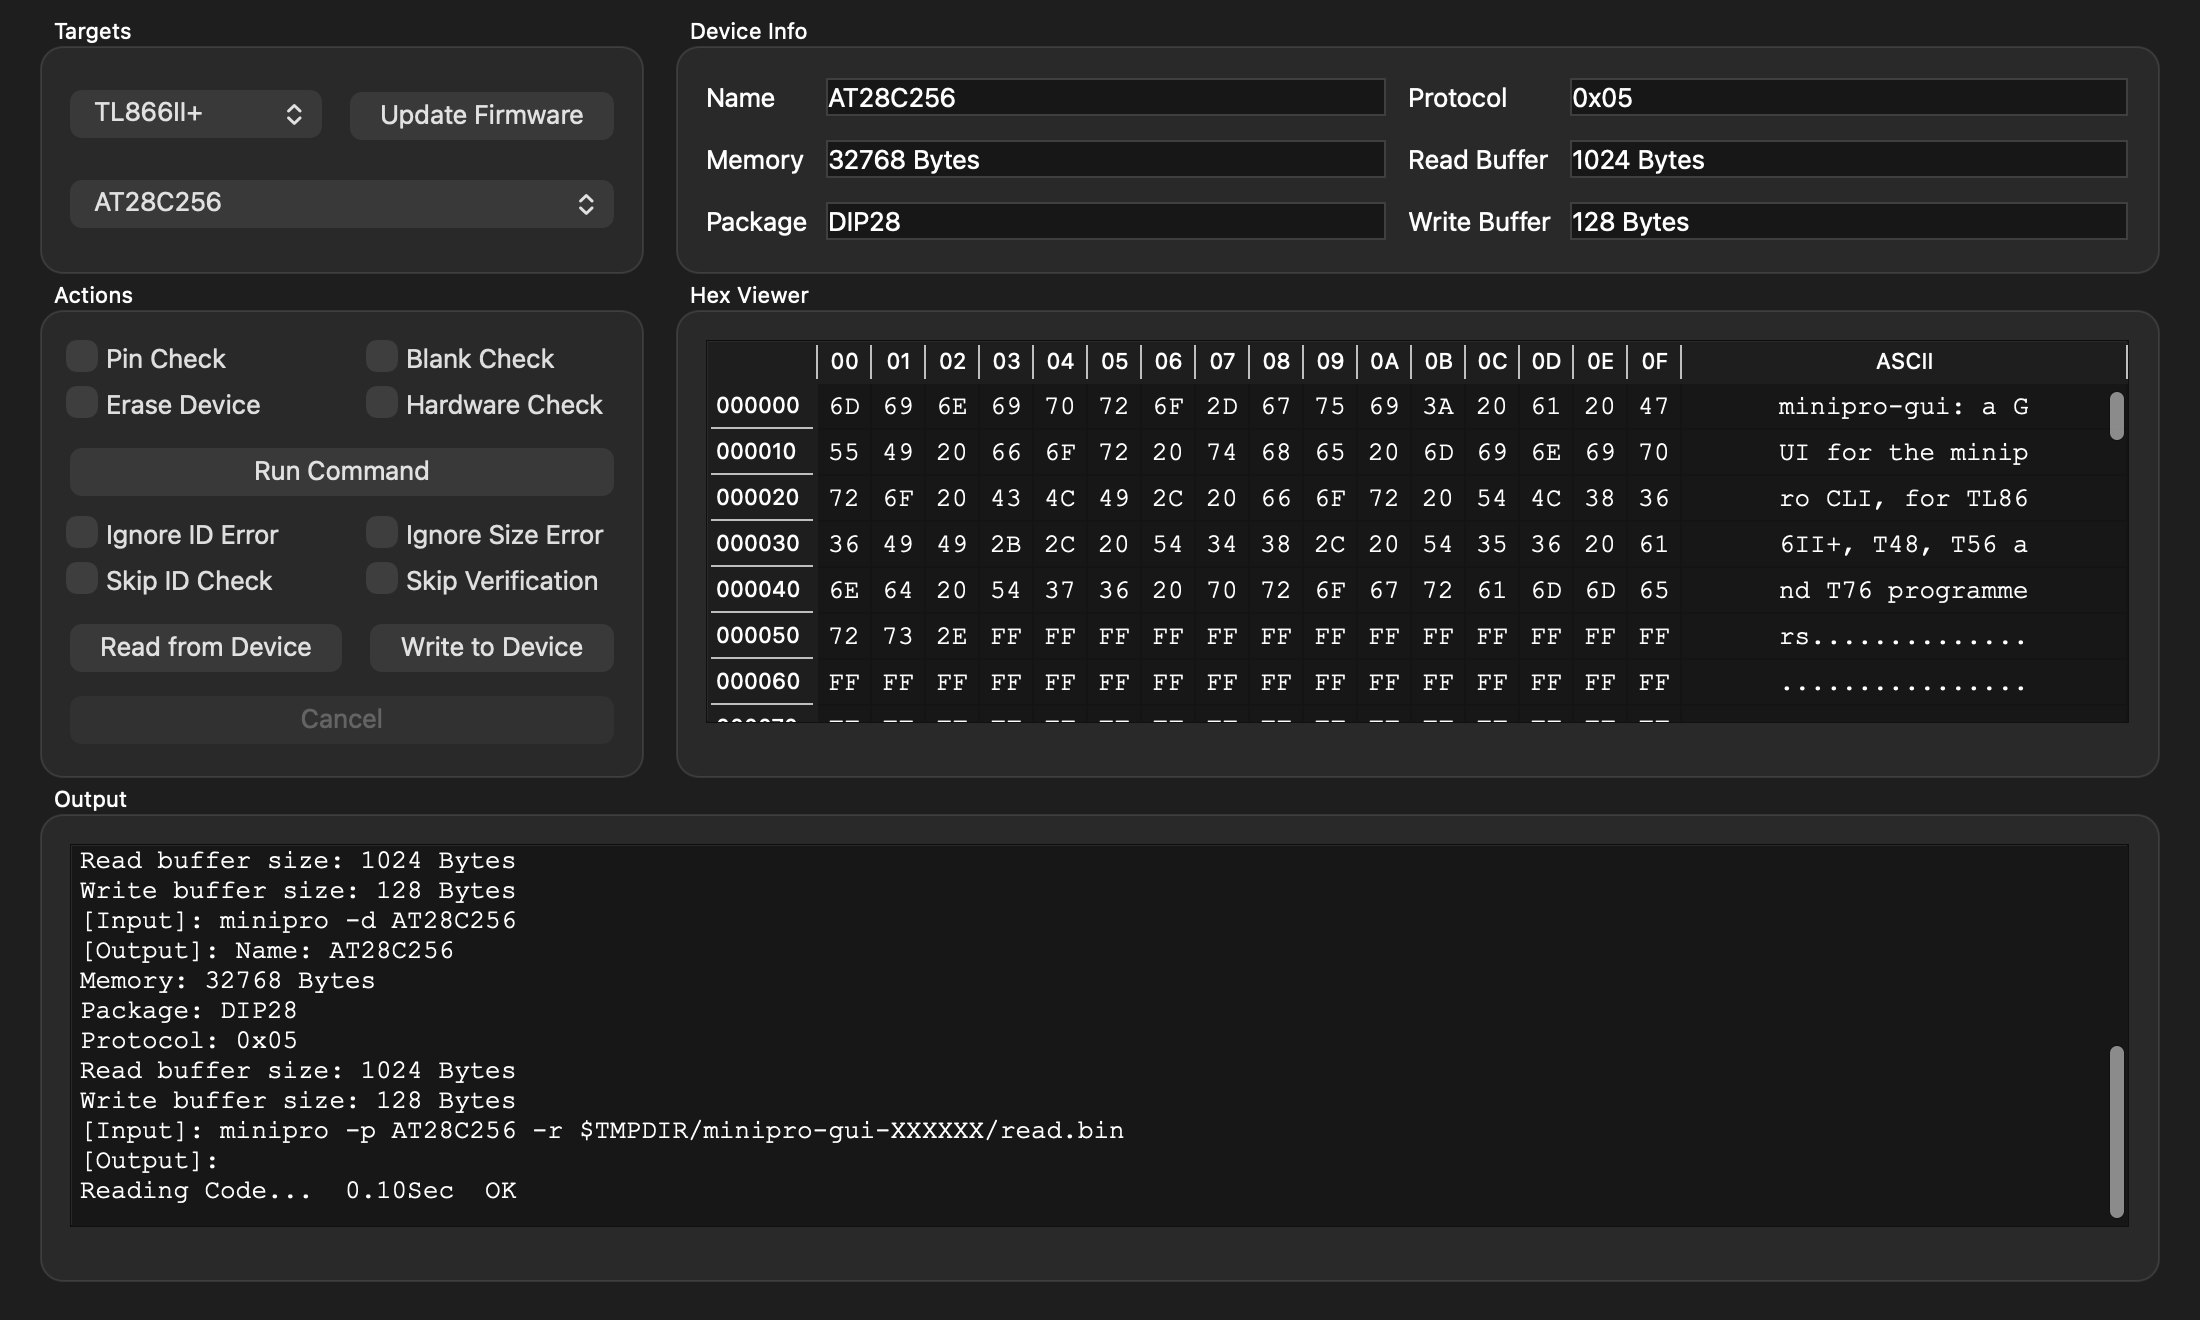 Targets
TL866II+
Update Firmware
AT28C256
Device Info
Name AT28C256 Protocol 0x05
Memory 32768 Bytes Read Buffer 1024 Bytes
Package DIP28 Write Buffer 128 Bytes
Actions
Pin Check Blank Check
Erase Device Hardware Check
Run Command
Ignore ID Error Ignore Size Error
Skip ID Check Skip Verification
Read from Device Write to Device
Cancel
Hex Viewer
00 01 02 03 04 05 06 07 08 09 0A 0B 0C 0D 0E 0F ASCII
000000 6D 69 6E 69 70 72 6F 2D 67 75 69 3A 20 61 20 47 minipro-gui: a G
000010 55 49 20 66 6F 72 20 74 68 65 20 6D 69 6E 69 70 UI for the minip
000020 72 6F 20 43 4C 49 2C 20 66 6F 72 20 54 4C 38 36 ro CLI, for TL86
000030 36 49 49 2B 2C 20 54 34 38 2C 20 54 35 36 20 61 6II+, T48, T56 a
000040 6E 64 20 54 37 36 20 70 72 6F 67 72 61 6D 6D 65 nd T76 programme
000050 72 73 2E FF FF FF FF FF FF FF FF FF FF FF FF FF rs..............
000060 FF FF FF FF FF FF FF FF FF FF FF FF FF FF FF FF ................
Output
Read buffer size: 1024 Bytes
Write buffer size: 128 Bytes
[Input]: minipro -d AT28C256
[Output]: Name: AT28C256
Memory: 32768 Bytes
Package: DIP28
Protocol: 0x05
Read buffer size: 1024 Bytes
Write buffer size: 128 Bytes
[Input]: minipro -p AT28C256 -r $TMPDIR/minipro-gui-XXXXXX/read.bin
[Output]:
Reading Code...  0.10Sec  OK